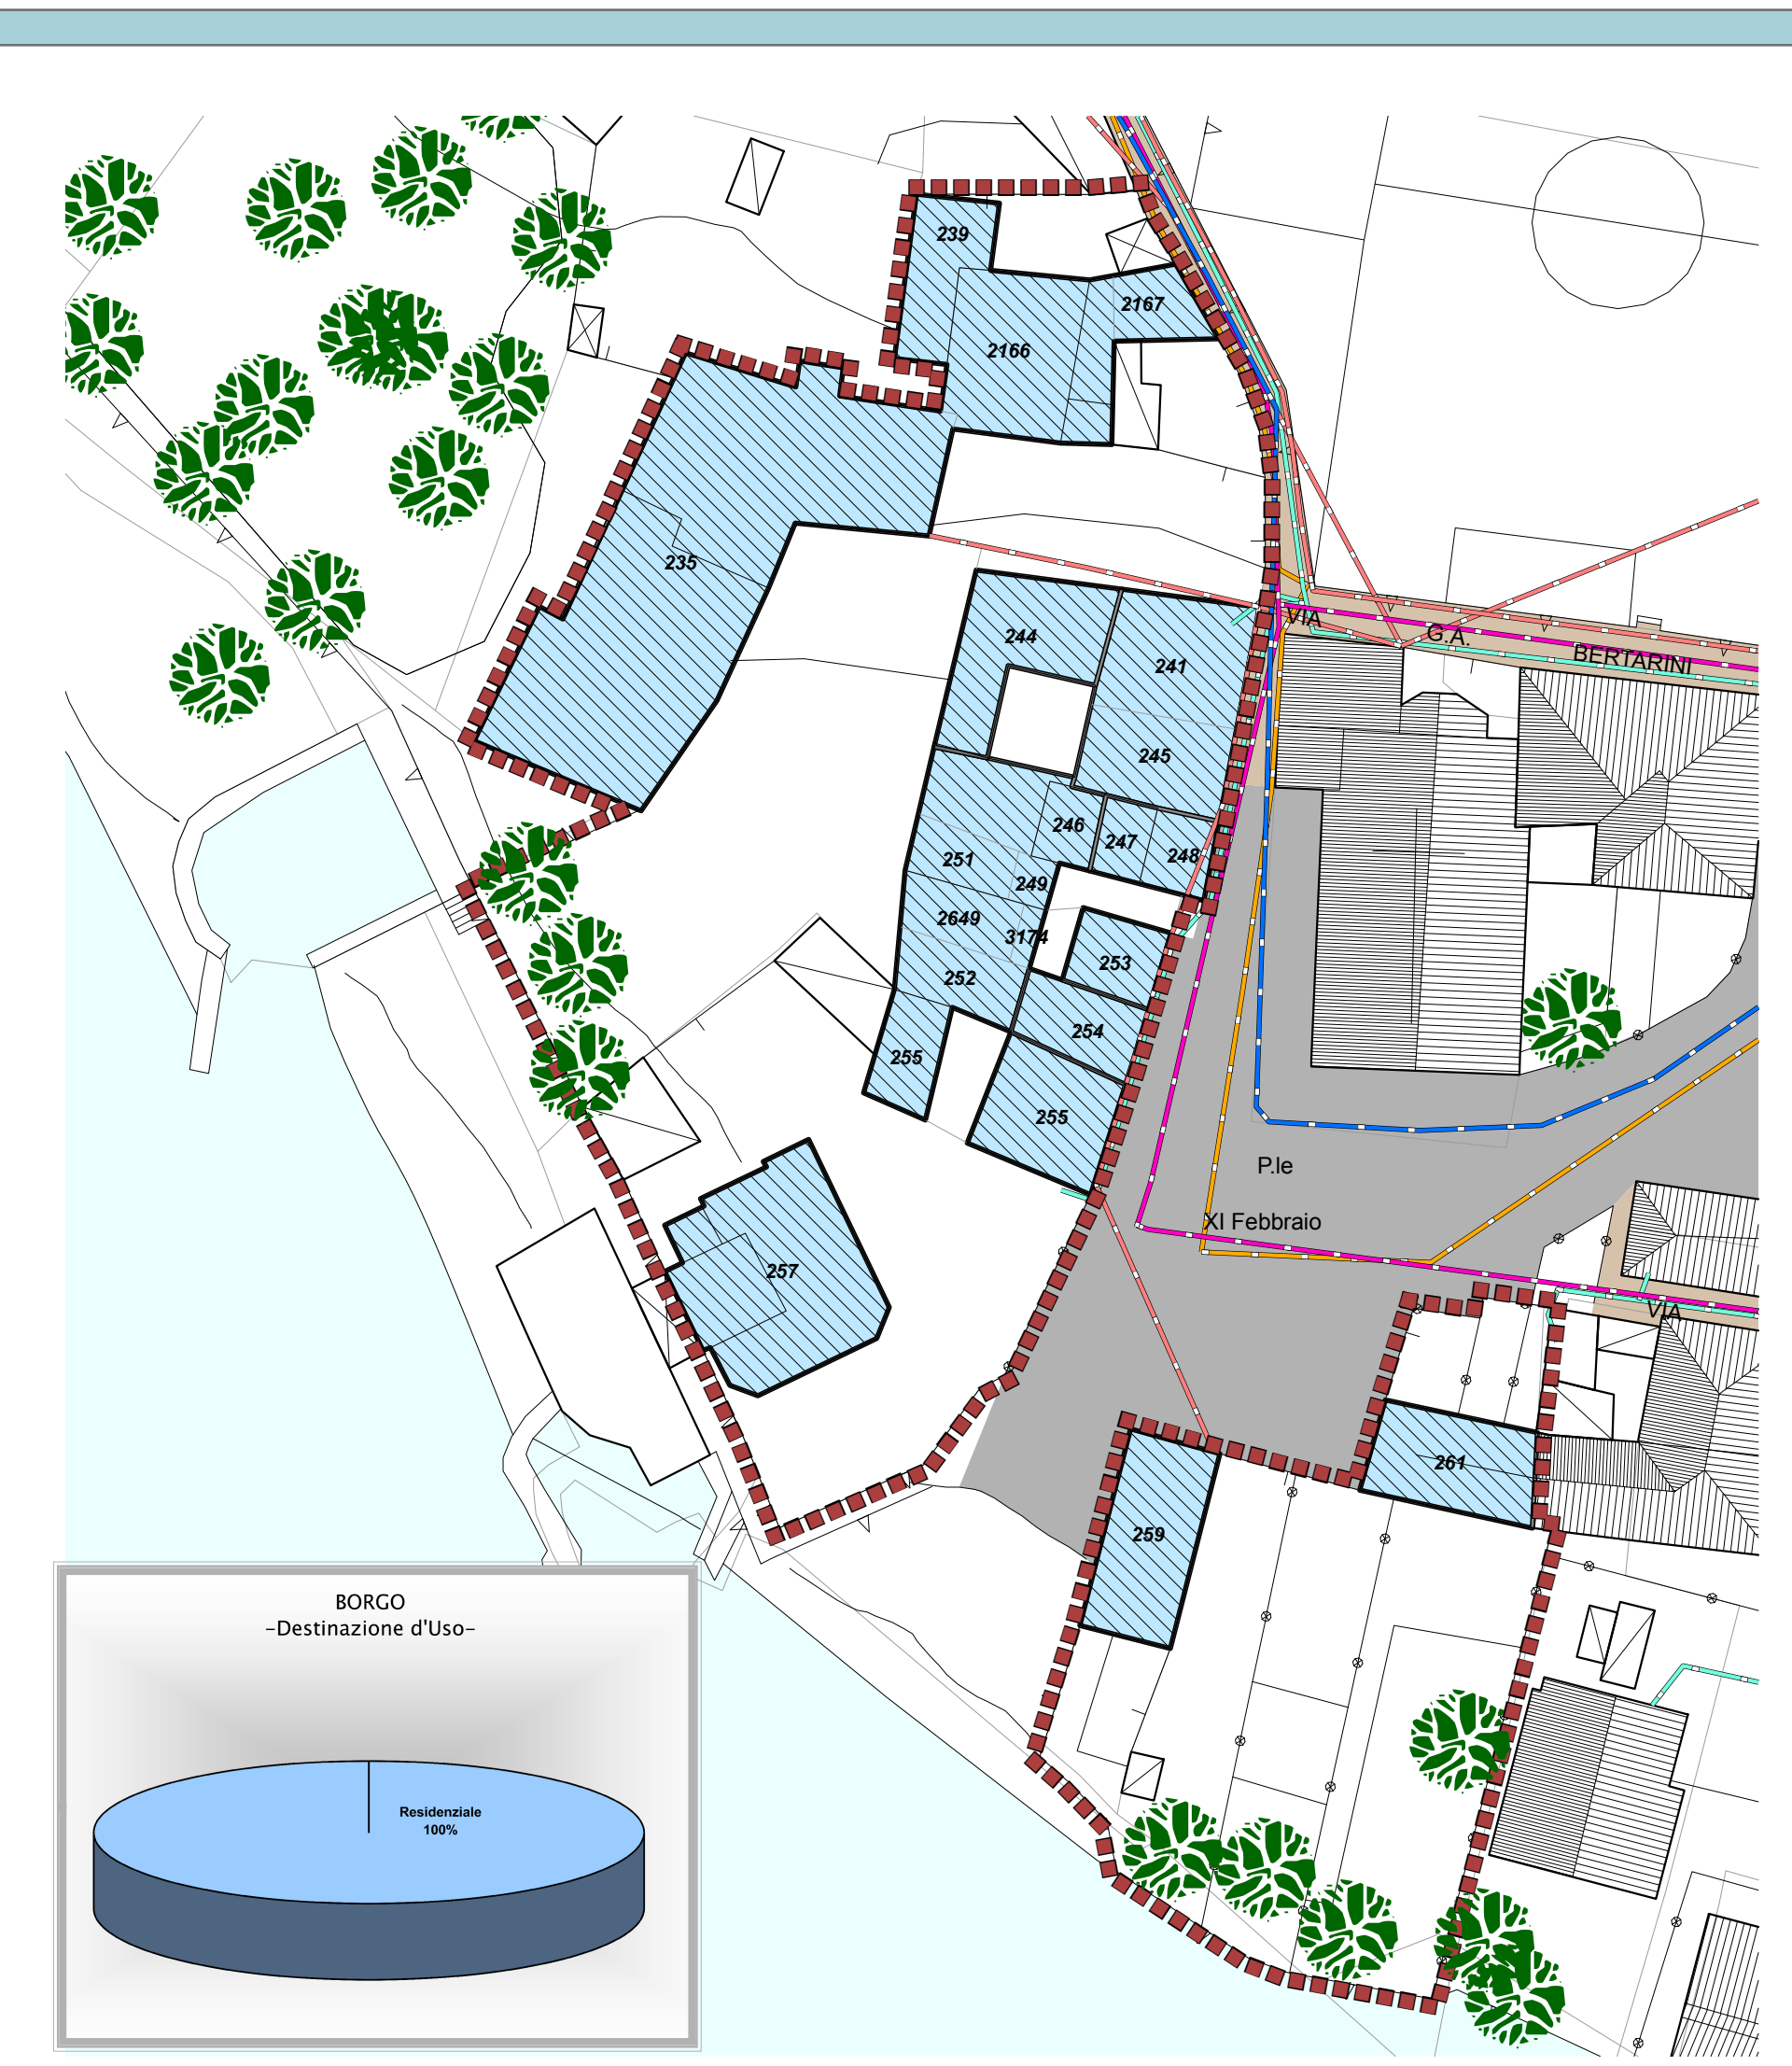 239
2167
2166
235
VIA
G.A.
BERTARINI
244
241
245
246
247
248
251
249
2649
3174
252
253
254
255
255
P.le
XI Febbraio
257
VIA
261
259
BORGO
-Destinazione d'Uso-
Residenziale
100%